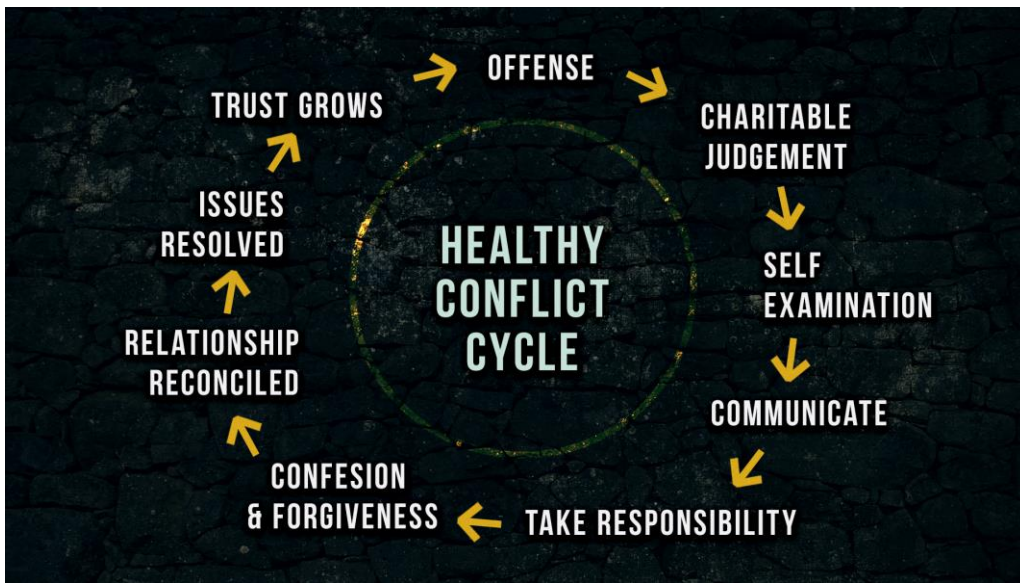 HEALTHY
CONFLICT
CYCLE
OFFENSE
CHARITABLE
JUDGEMENT
SELF
EXAMINATION
COMMUNICATE
TAKE RESPONSIBILITY
CONFESION
& FORGIVENESS
RELATIONSHIP
RECONCILED
ISSUES
RESOLVED
TRUST GROWS